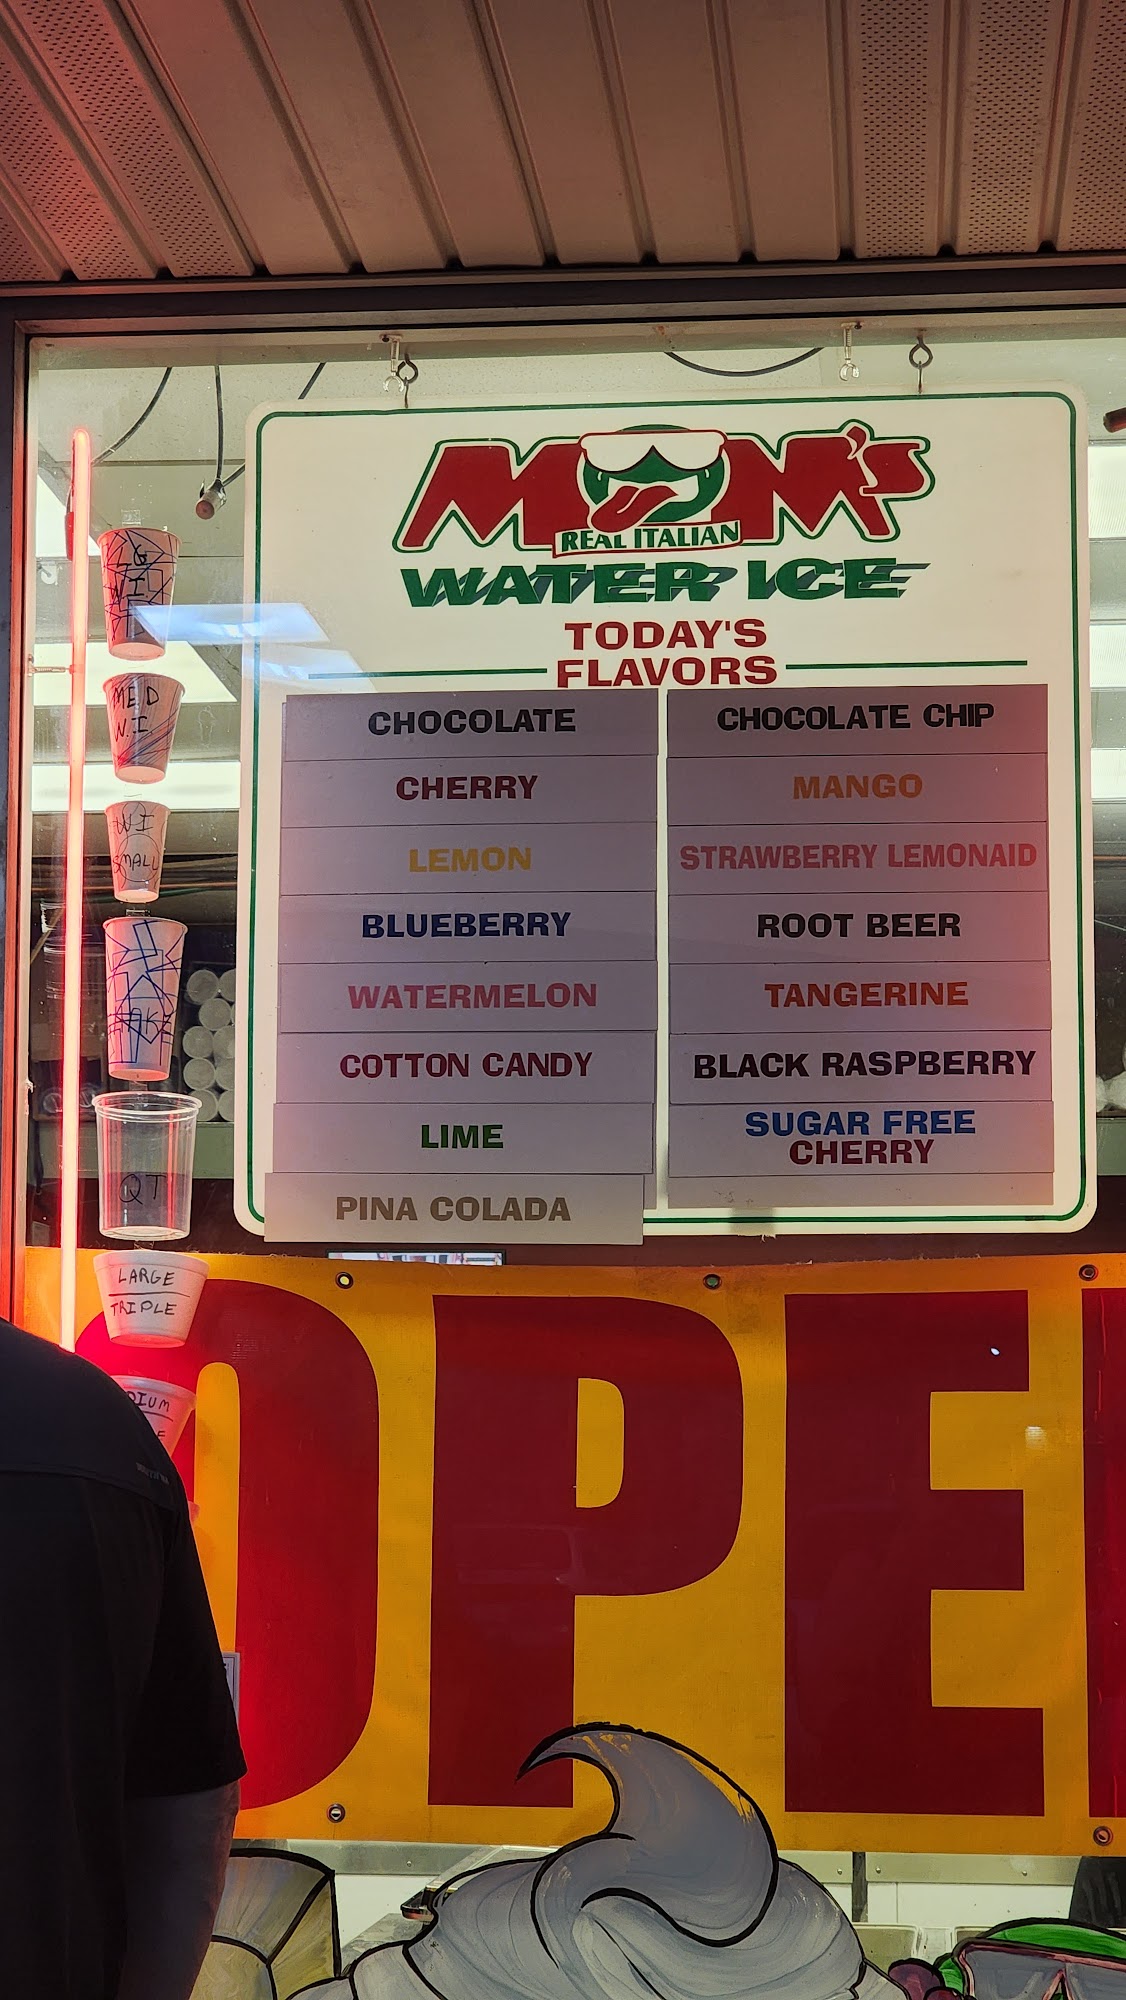 MOM's
REAL ITALIAN
WATER ICE
TODAY'S
FLAVORS
CHOCOLATE
CHERRY
LEMON
BLUEBERRY
WATERMELON
COTTON CANDY
LIME
PINA COLADA
CHOCOLATE CHIP
MANGO
STRAWBERRY LEMONAID
ROOT BEER
TANGERINE
BLACK RASPBERRY
SUGAR FREE
CHERRY
MED
W.I.
WI
SMALL
QT
LARGE
TRIPLE
OPE